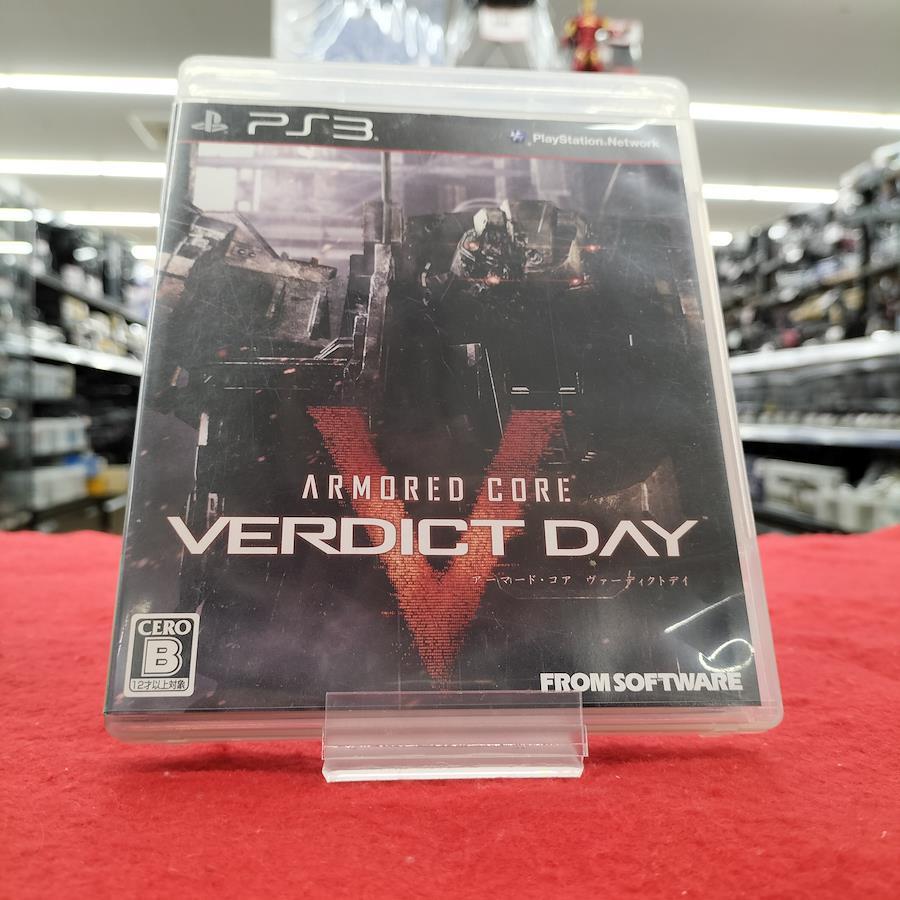 PS3
PlayStation Network
ARMORED CORE
VERDICT DAY
アーマード・コア ヴァーディクトデイ
CERO
B
12才以上対象
FROM SOFTWARE